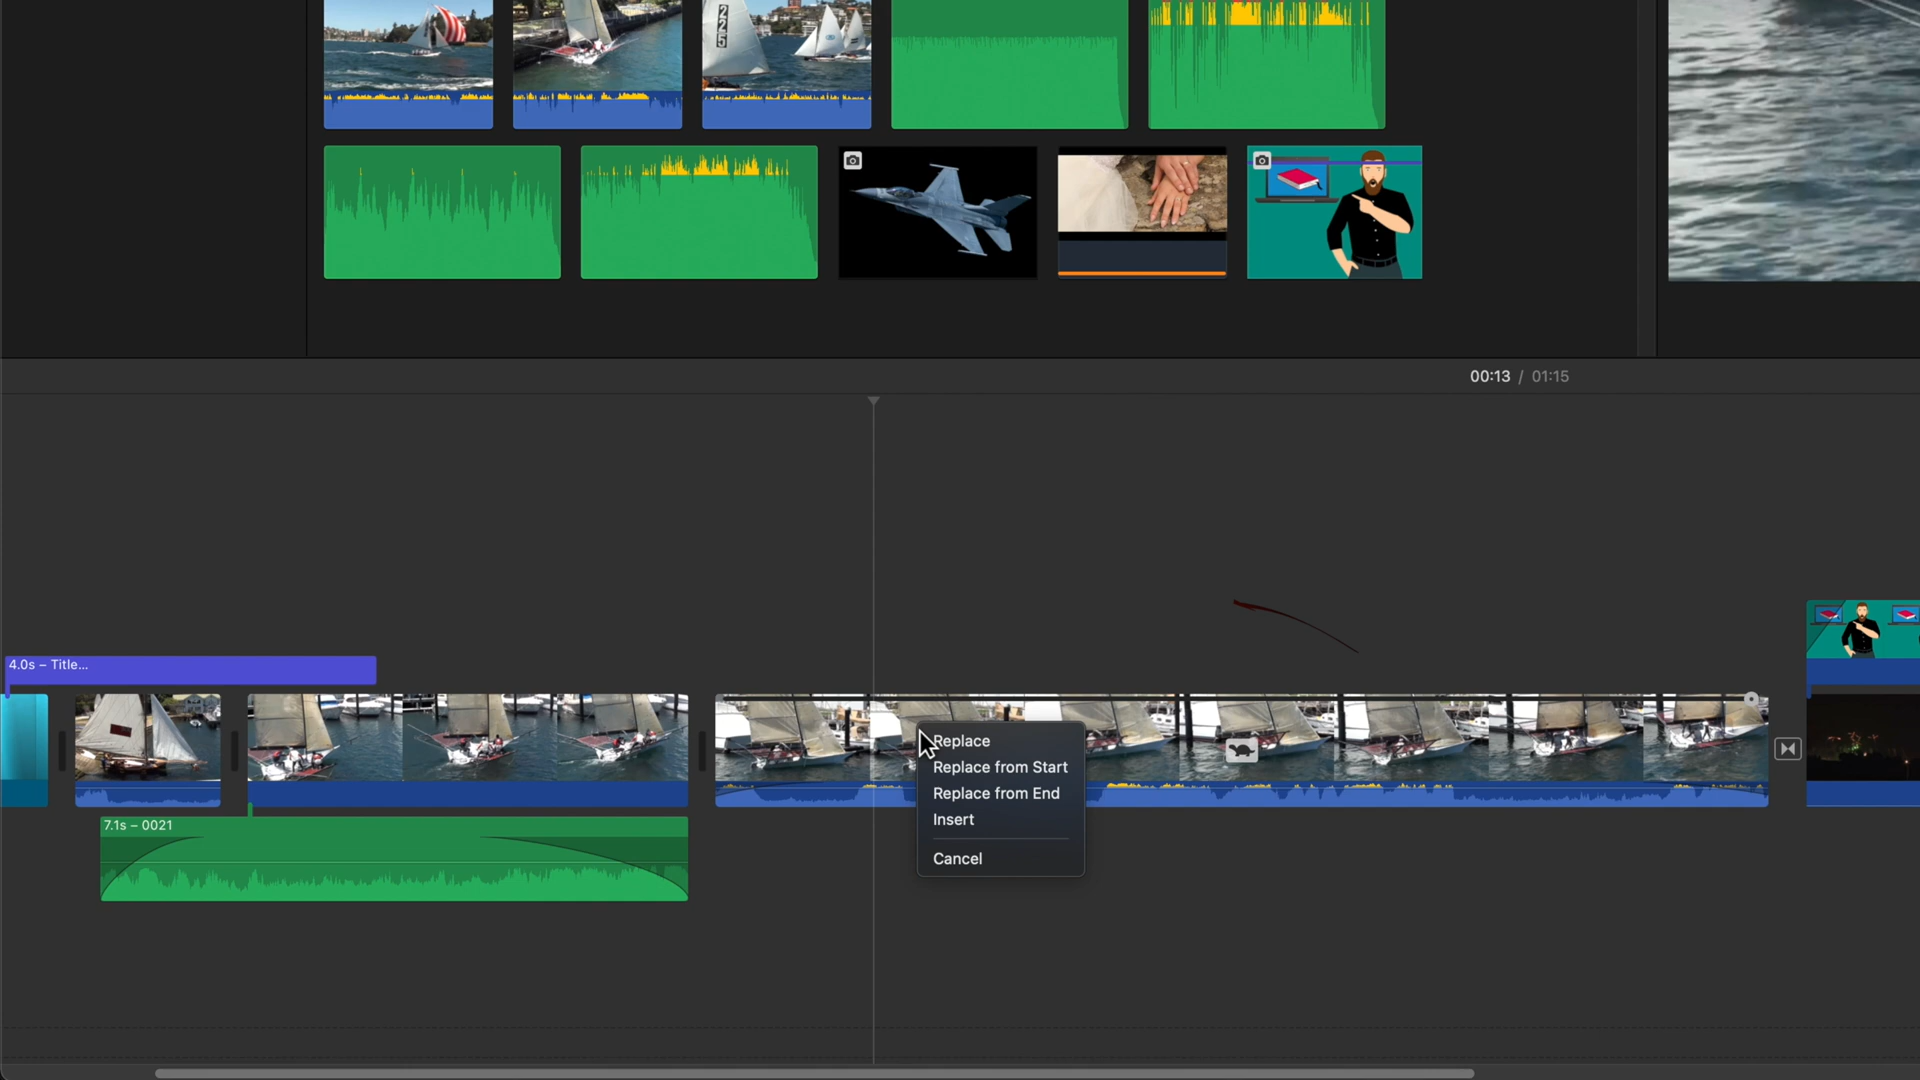 225
00:13 / 01:15
4.0s – Title...
Replace
Replace from Start
Replace from End
Insert
Cancel
7.1s – 0021